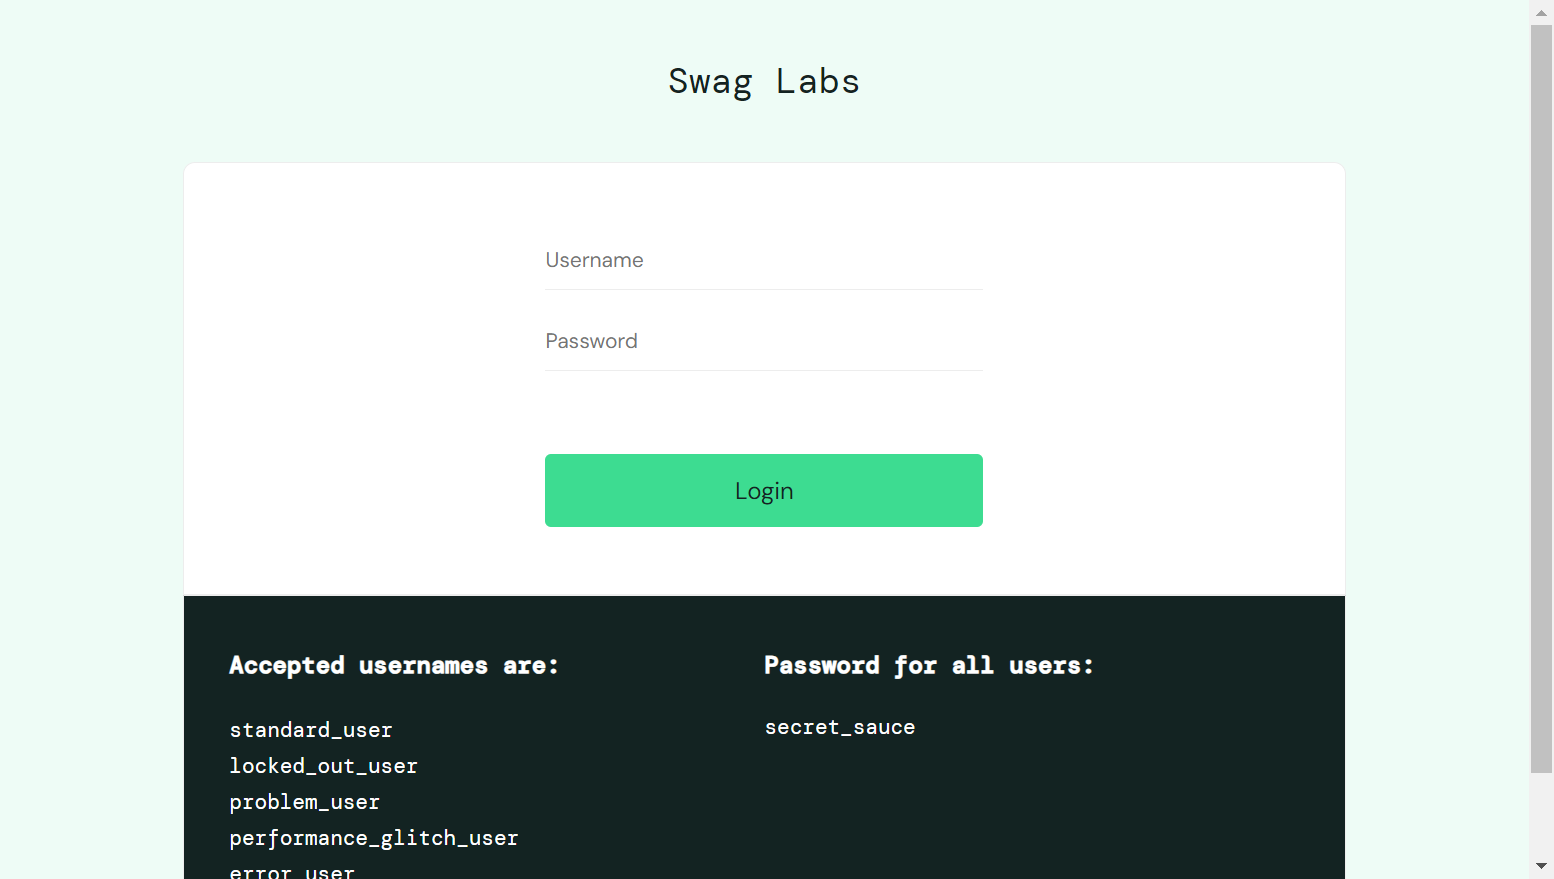 Swag Labs
Username
Password
Login
Accepted usernames are:
standard_user
locked_out_user
problem_user
performance_glitch_user
error_user
Password for all users:
secret_sauce